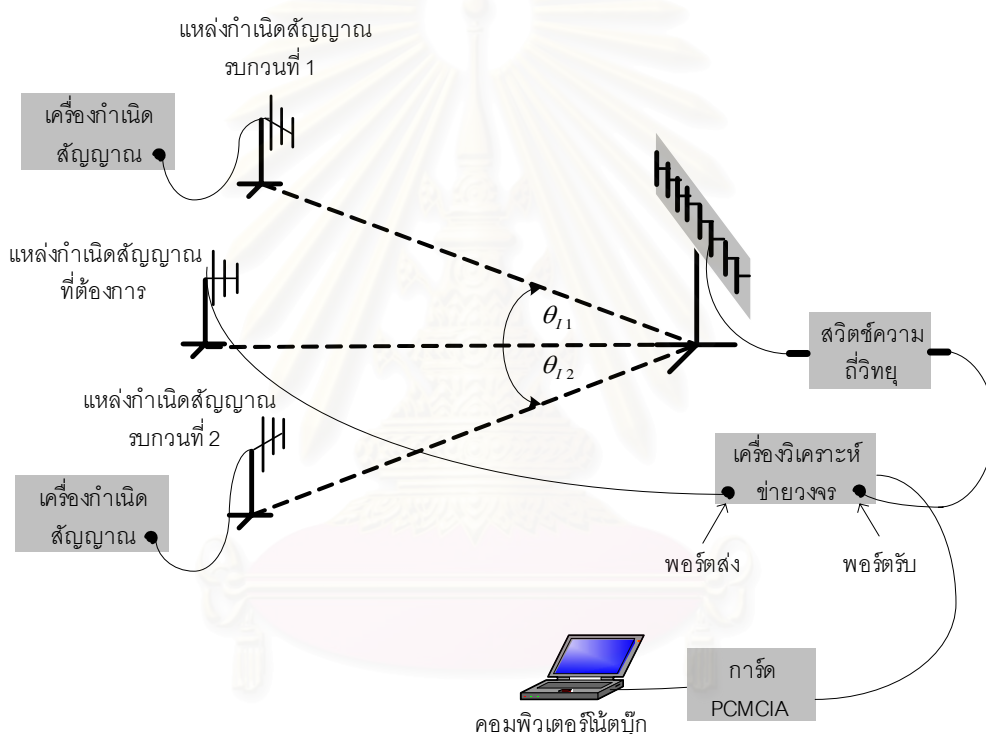 แหล่งกำเนิดสัญญาณ
รบกวนที่ 1
เครื่องกำเนิด
สัญญาณ
แหล่งกำเนิดสัญญาณ
ที่ต้องการ
θI1
θI2
สวิตช์ความ
ถี่วิทยุ
แหล่งกำเนิดสัญญาณ
รบกวนที่ 2
เครื่องวิเคราะห์
ข่ายวงจร
เครื่องกำเนิด
สัญญาณ
พอร์ตส่ง
พอร์ตรับ
การ์ด
PCMCIA
คอมพิวเตอร์โน้ตบุ๊ก